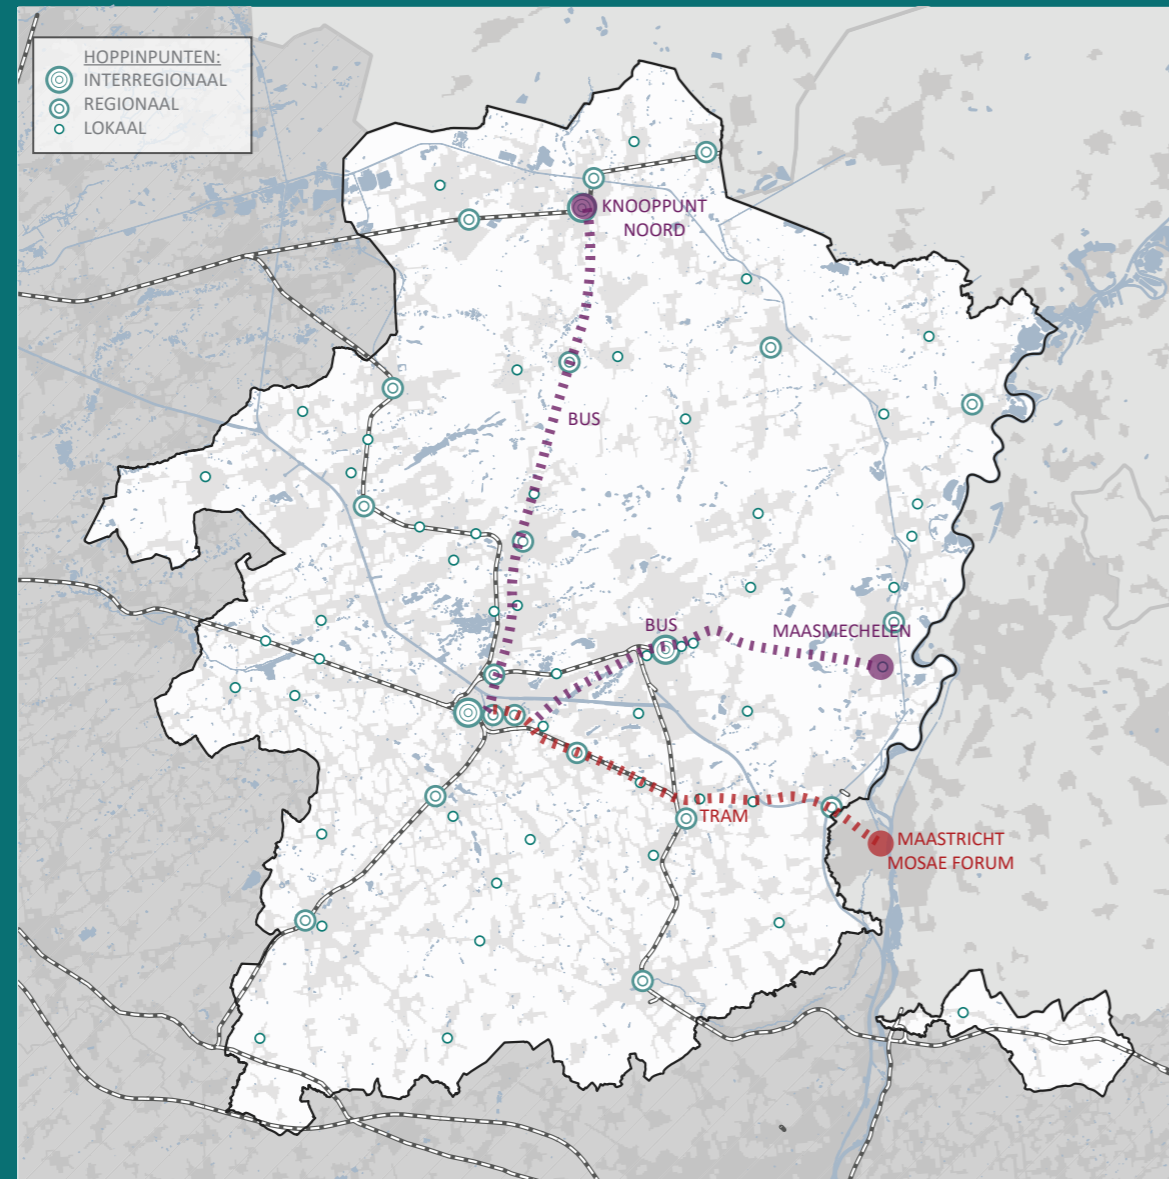 HOPPINPUNTEN:
INTERREGIONAAL
REGIONAAL
LOKAAL
KNOOPPUNT
NOORD
BUS
BUS
MAASMECHELEN
TRAM
MAASTRICHT
MOSAE FORUM